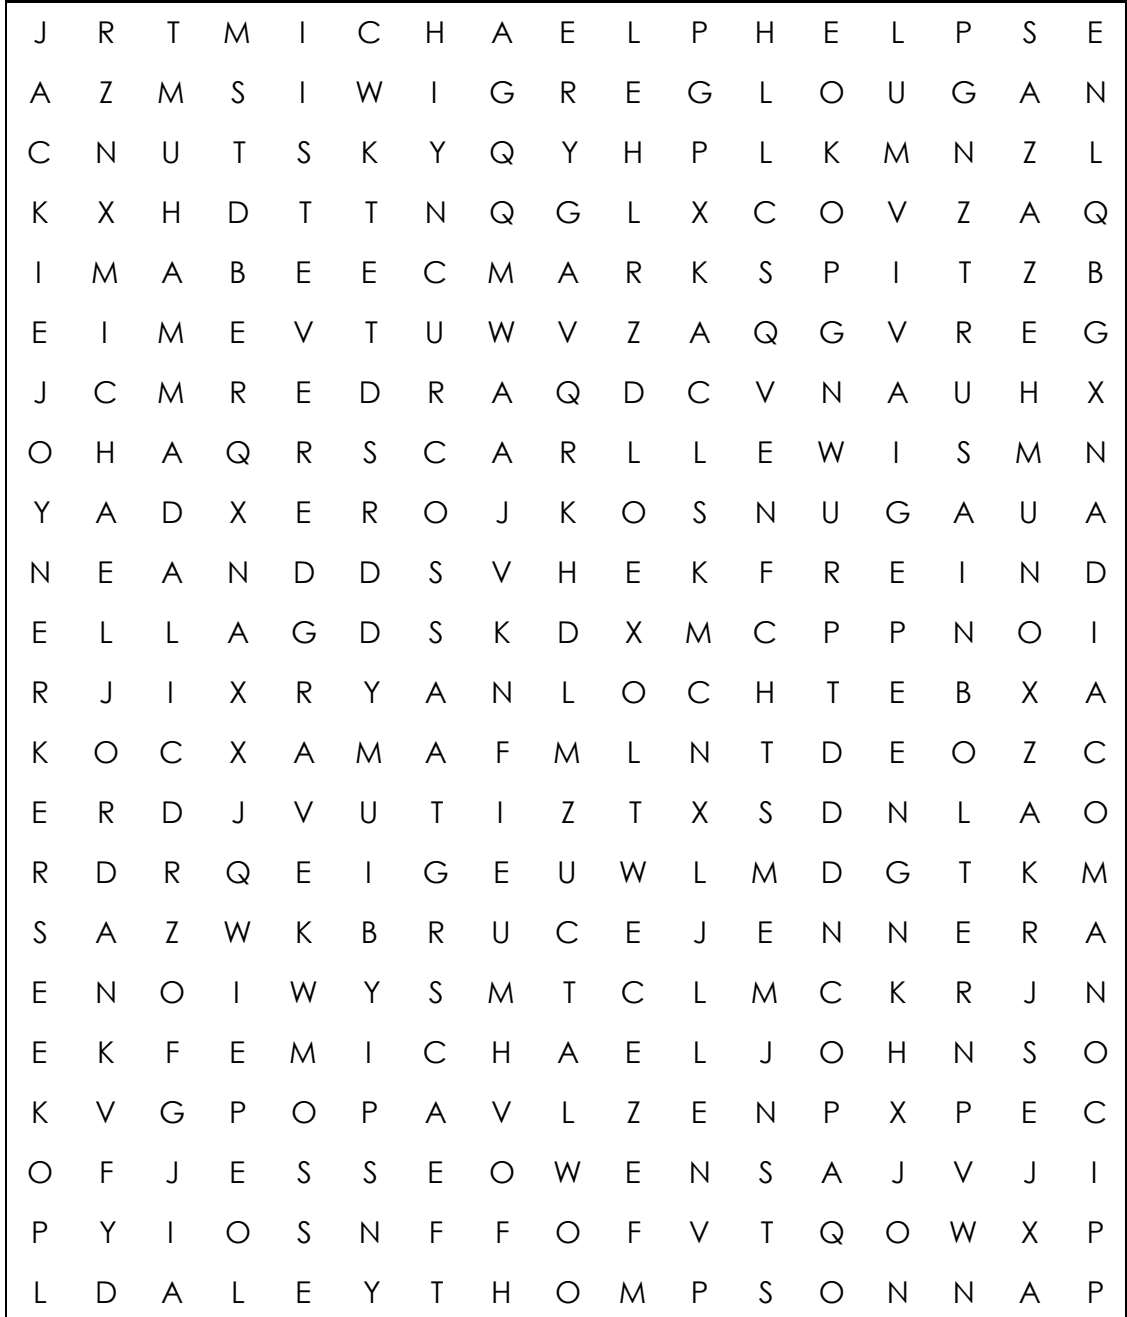 J R T M I C H A E L P H E L P S E
A Z M S I W I G R E G L O U G A N
C N U T S K Y Q Y H P L K M N Z L
K X H D T T N Q G L X C O V Z A Q
I M A B E E C M A R K S P I T Z B
E I M E V T U W V Z A Q G V R E G
J C M R E D R A Q D C V N A U H X
O H A Q R S C A R L L E W I S M N
Y A D X E R O J K O S N U G A U A
N E A N D D S V H E K F R E I N D
E L L A G D S K D X M C P P N O I
R J I X R Y A N L O C H T E B X A
K O C X A M A F M L N T D E O Z C
E R D J V U T I Z T X S D N L A O
R D R Q E I G E U W L M D G T K M
S A Z W K B R U C E J E N N E R A
E N O I W Y S M T C L M C K R J N
E K F E M I C H A E L J O H N S O
K V G P O P A V L Z E N P X P E C
O F J E S S E O W E N S A J V J I
P Y I O S N F F O F V T Q O W X P
L D A L E Y T H O M P S O N N A P